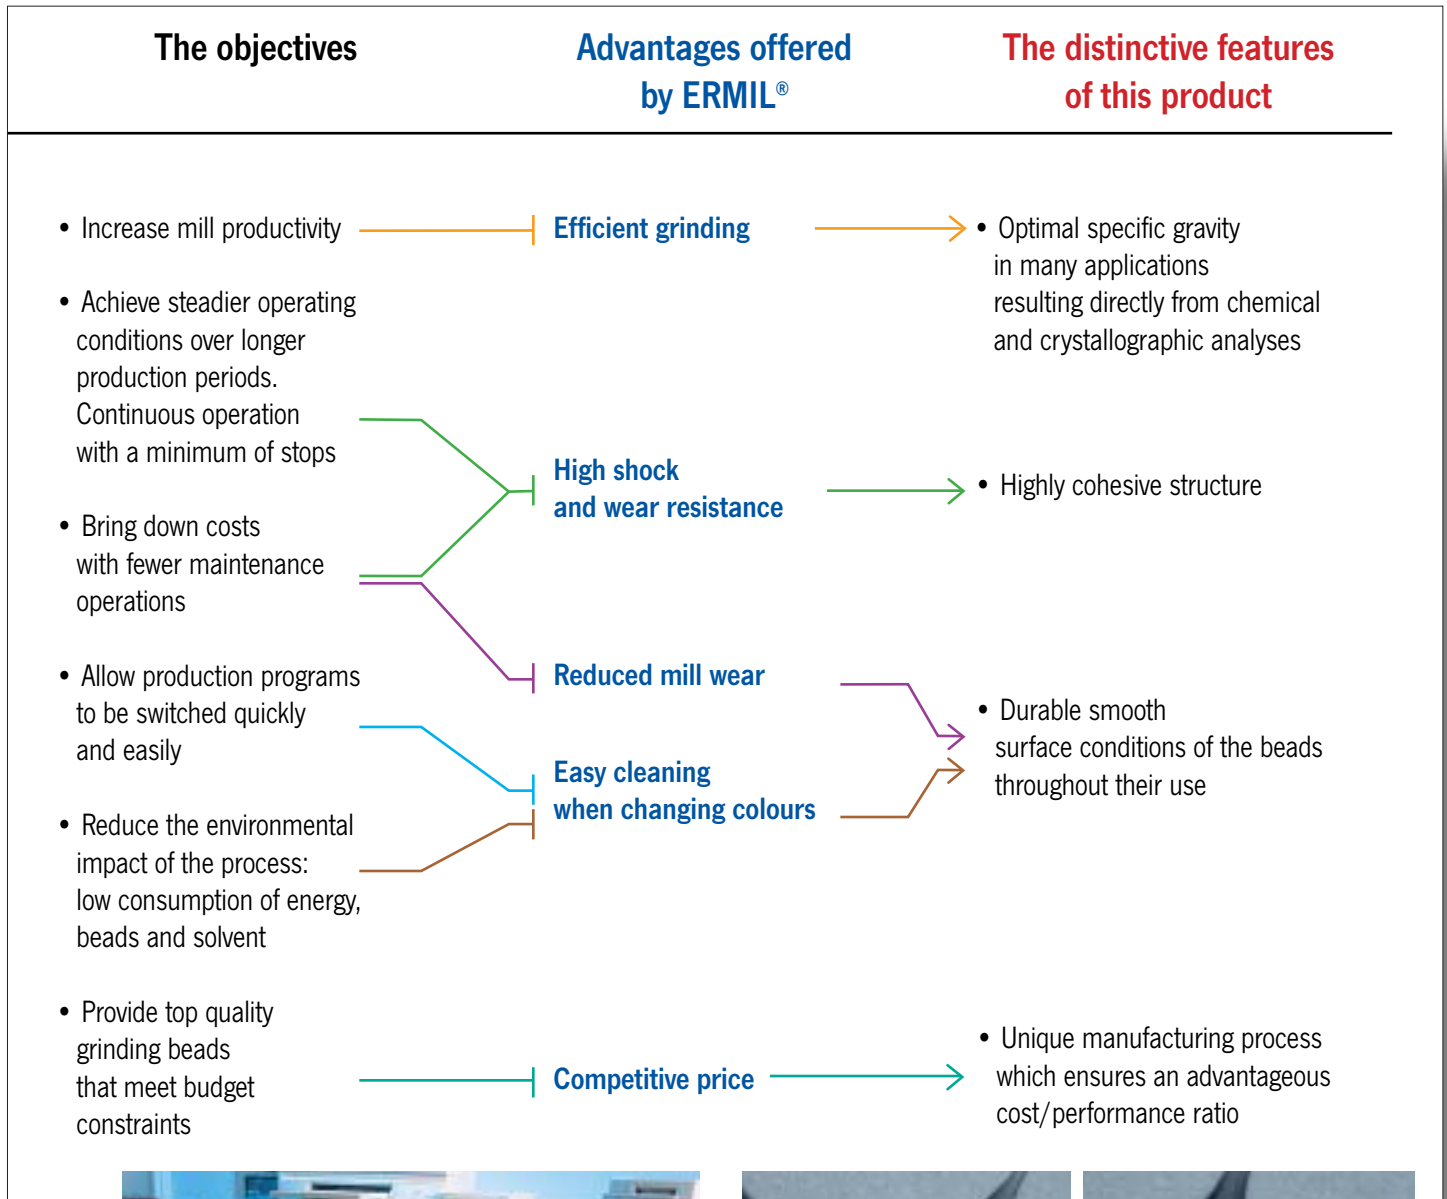 The objectives
Advantages offered
by ERMIL®
The distinctive features
of this product
• Increase mill productivity
• Achieve steadier operating
conditions over longer
production periods.
Continuous operation
with a minimum of stops
• Bring down costs
with fewer maintenance
operations
• Allow production programs
to be switched quickly
and easily
• Reduce the environmental
impact of the process:
low consumption of energy,
beads and solvent
• Provide top quality
grinding beads
that meet budget
constraints
Efficient grinding
High shock
and wear resistance
Reduced mill wear
Easy cleaning
when changing colours
Competitive price
• Optimal specific gravity
in many applications
resulting directly from chemical
and crystallographic analyses
• Highly cohesive structure
• Durable smooth
surface conditions of the beads
throughout their use
• Unique manufacturing process
which ensures an advantageous
cost/performance ratio